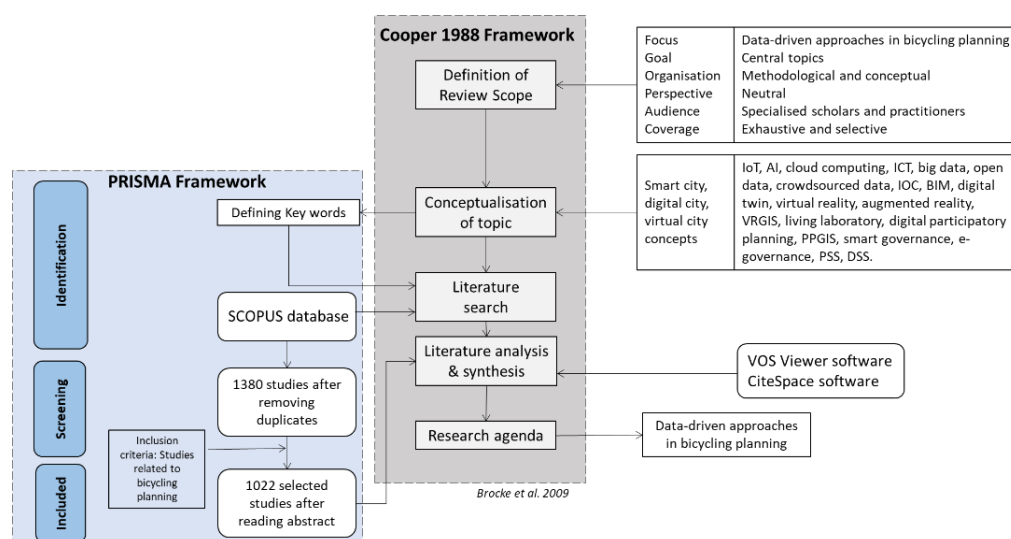 Cooper 1988 Framework
Definition of
Review Scope
Focus
Goal
Organisation
Perspective
Audience
Coverage
Data-driven approaches in bicycling planning
Central topics
Methodological and conceptual
Neutral
Specialised scholars and practitioners
Exhaustive and selective
PRISMA Framework
Identification
Screening
Included
Defining Key words
Conceptualisation
of topic
Smart city,
digital city,
virtual city
concepts
IoT, AI, cloud computing, ICT, big data, open
data, crowdsourced data, IOC, BIM, digital
twin, virtual reality, augmented reality,
VRGIS, living laboratory, digital participatory
planning, PPGIS, smart governance, e-
governance, PSS, DSS.
SCOPUS database
Literature
search
Literature analysis
& synthesis
VOS Viewer software
CiteSpace software
1380 studies after
removing
duplicates
Inclusion
criteria: Studies
related to
bicycling
planning
Research agenda
Data-driven approaches
in bicycling planning
1022 selected
studies after
reading abstract
Brocke et al. 2009